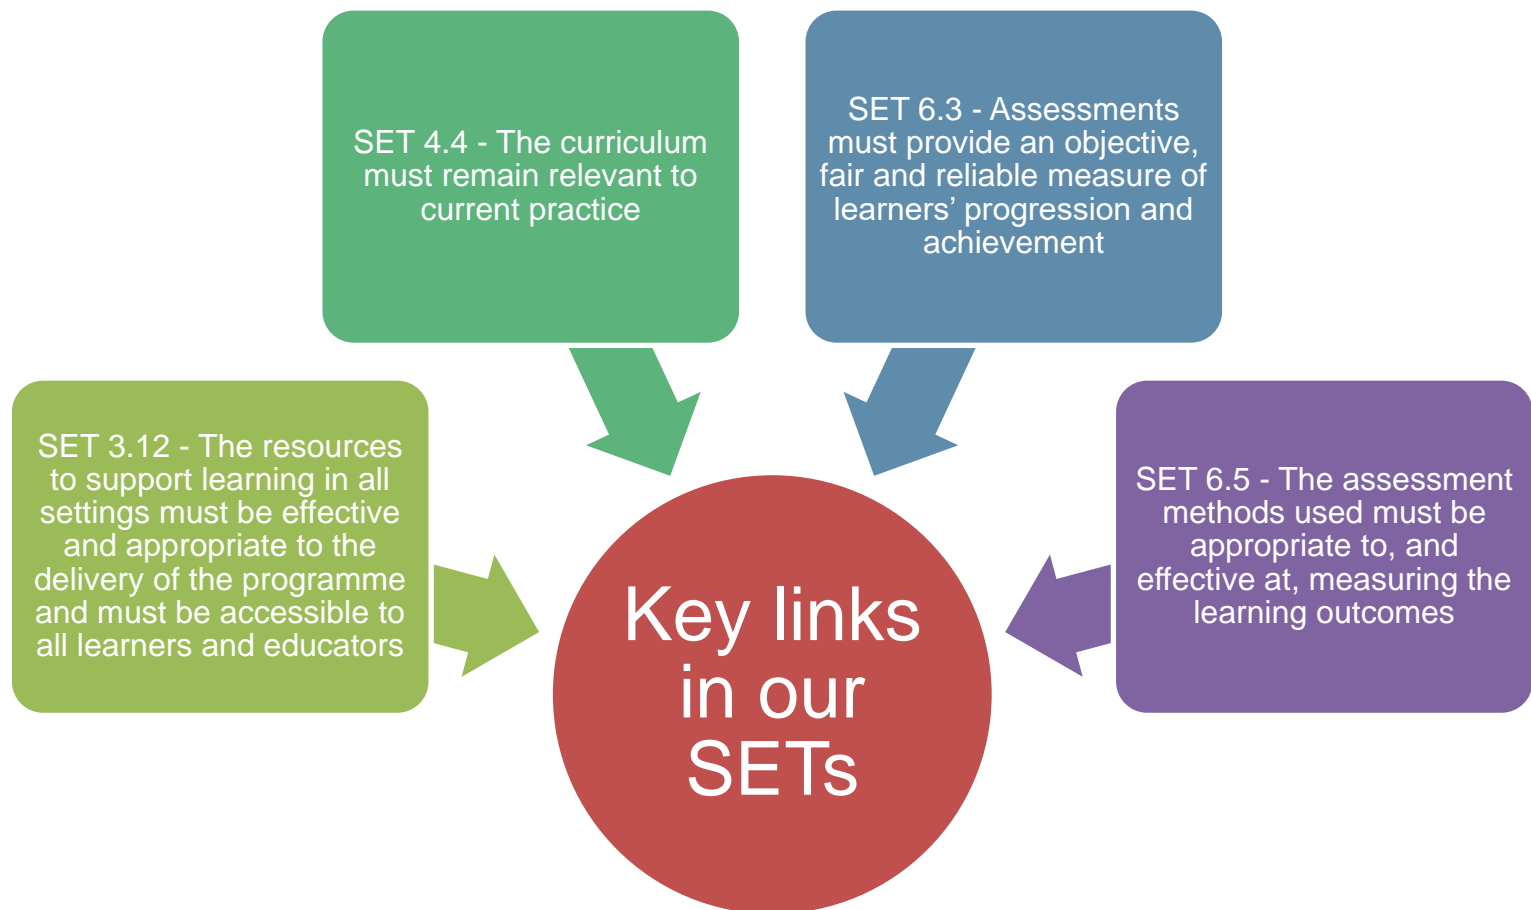 SET 4.4 - The curriculum
must remain relevant to
current practice
SET 6.3 - Assessments
must provide an objective,
fair and reliable measure of
learners’ progression and
achievement
SET 3.12 - The resources
to support learning in all
settings must be effective
and appropriate to the
delivery of the programme
and must be accessible to
all learners and educators
SET 6.5 - The assessment
methods used must be
appropriate to, and
effective at, measuring the
learning outcomes
Key links
in our
SETs